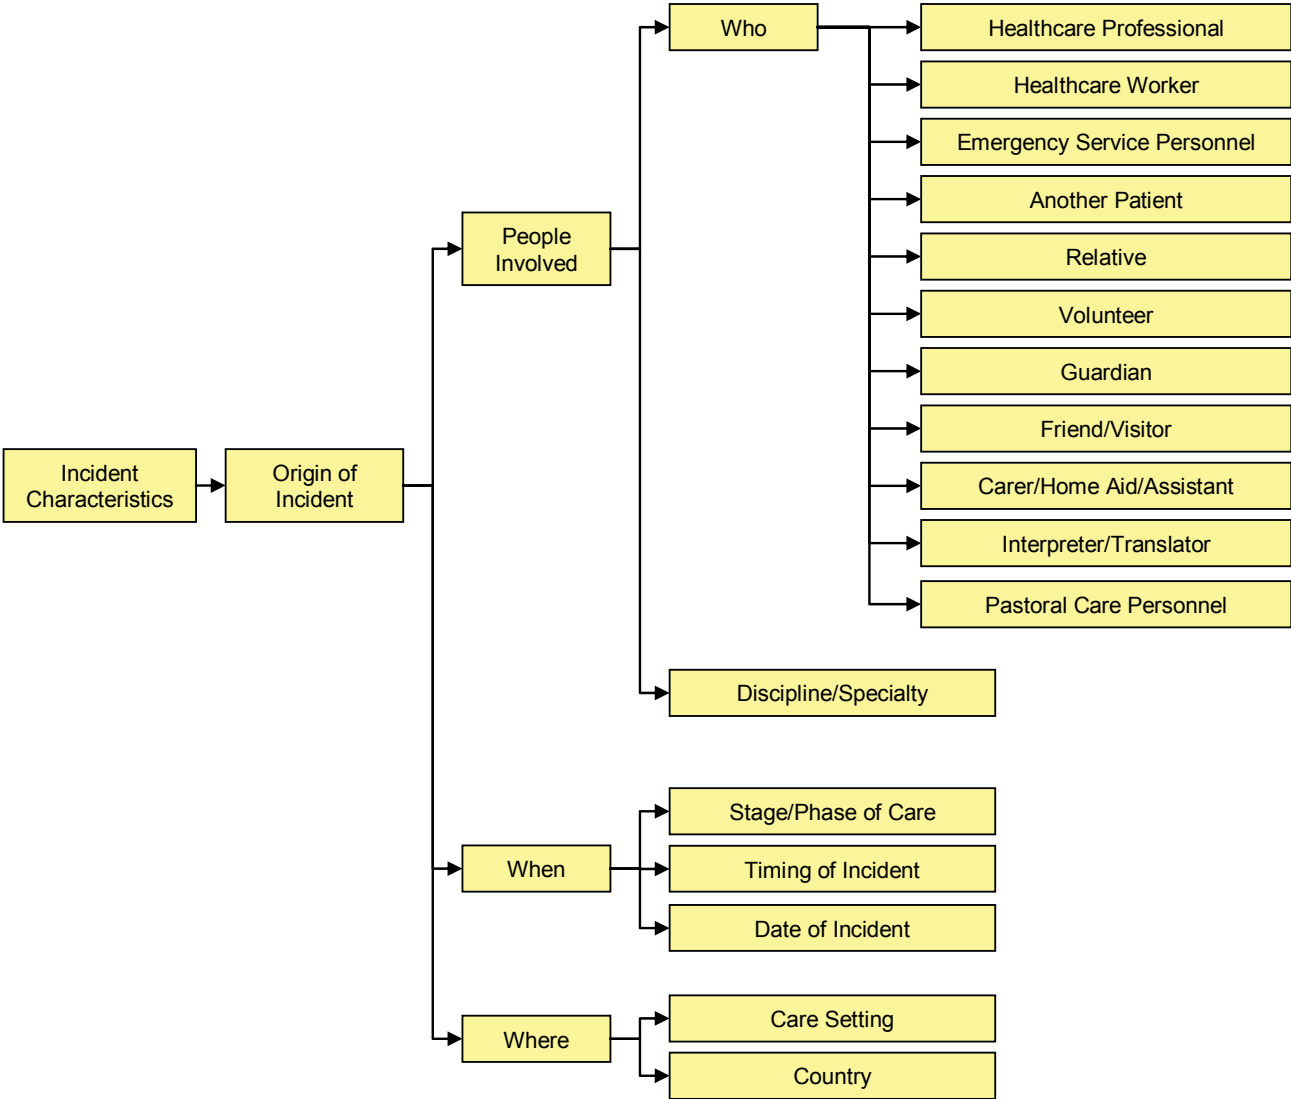 Who
Healthcare Professional
Healthcare Worker
Emergency Service Personnel
Another Patient
People
Involved
Relative
Volunteer
Guardian
Friend/Visitor
Incident
Characteristics
Origin of
Incident
Carer/Home Aid/Assistant
Interpreter/Translator
Pastoral Care Personnel
Discipline/Specialty
Stage/Phase of Care
When
Timing of Incident
Date of Incident
Where
Care Setting
Country